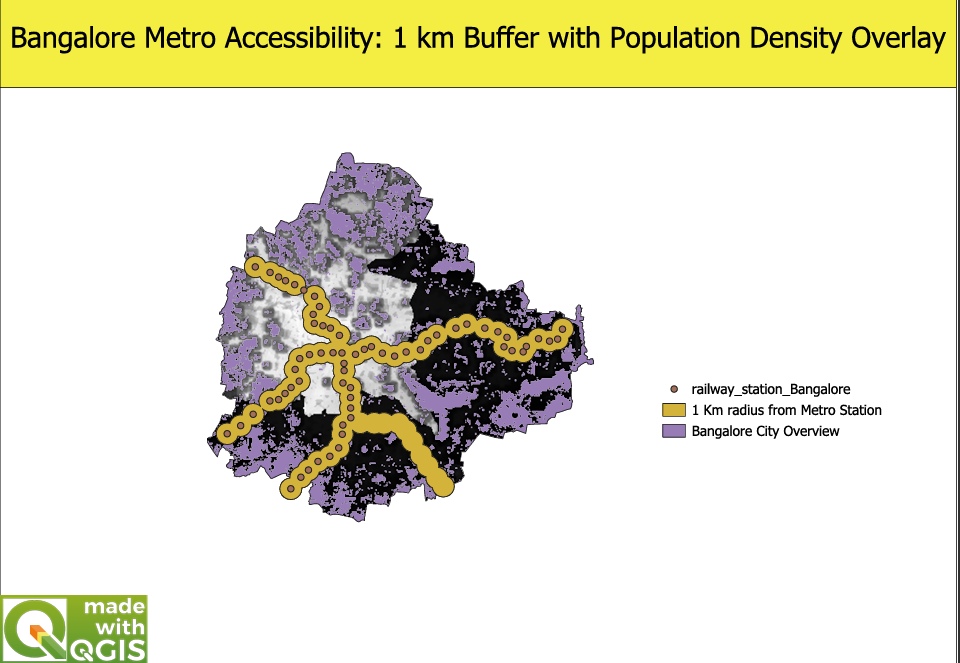 Bangalore Metro Accessibility: 1 km Buffer with Population Density Overlay
railway_station_Bangalore
1 Km radius from Metro Station
Bangalore City Overview
made
with
QGIS